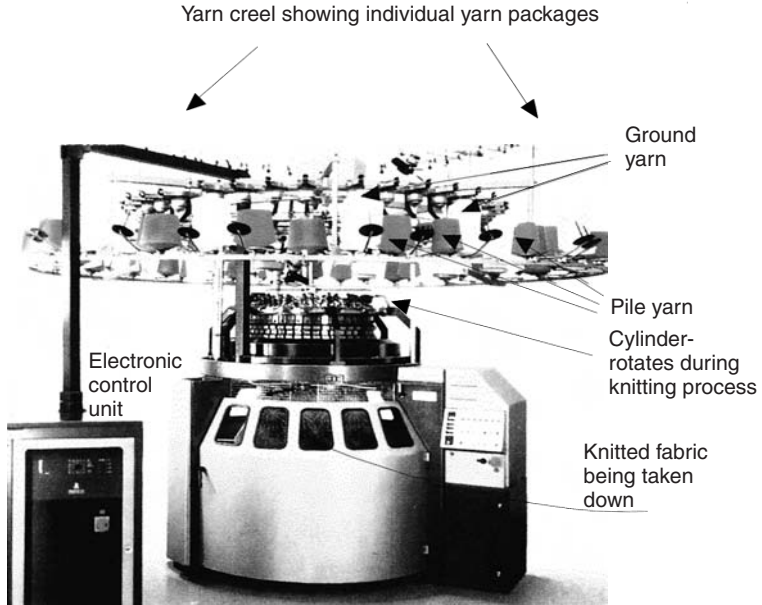 Yarn creel showing individual yarn packages
Ground
yarn
Pile yarn
Cylinder-
rotates during
knitting process
Electronic
control
unit
Knitted fabric
being taken
down